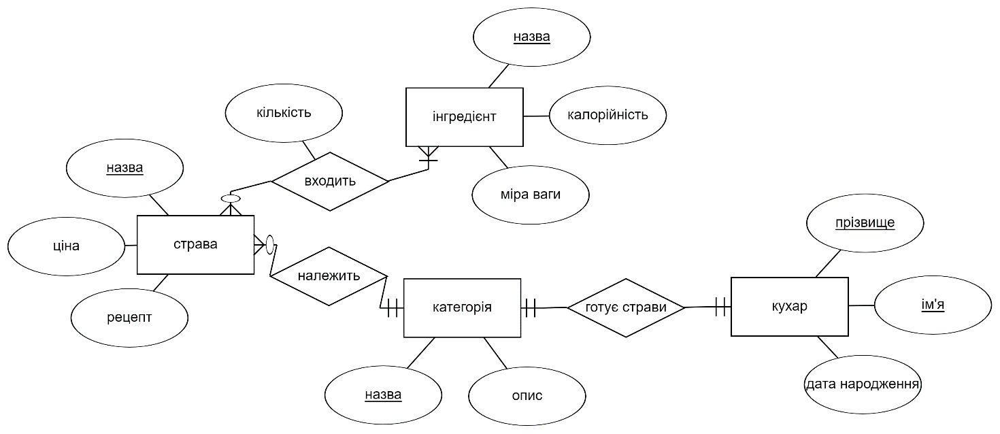 назва
кількість
інгредієнт
калорійність
назва
входить
міра ваги
ціна
страва
прізвище
належить
рецепт
категорія
готує страви
кухар
ім'я
назва
опис
дата народження